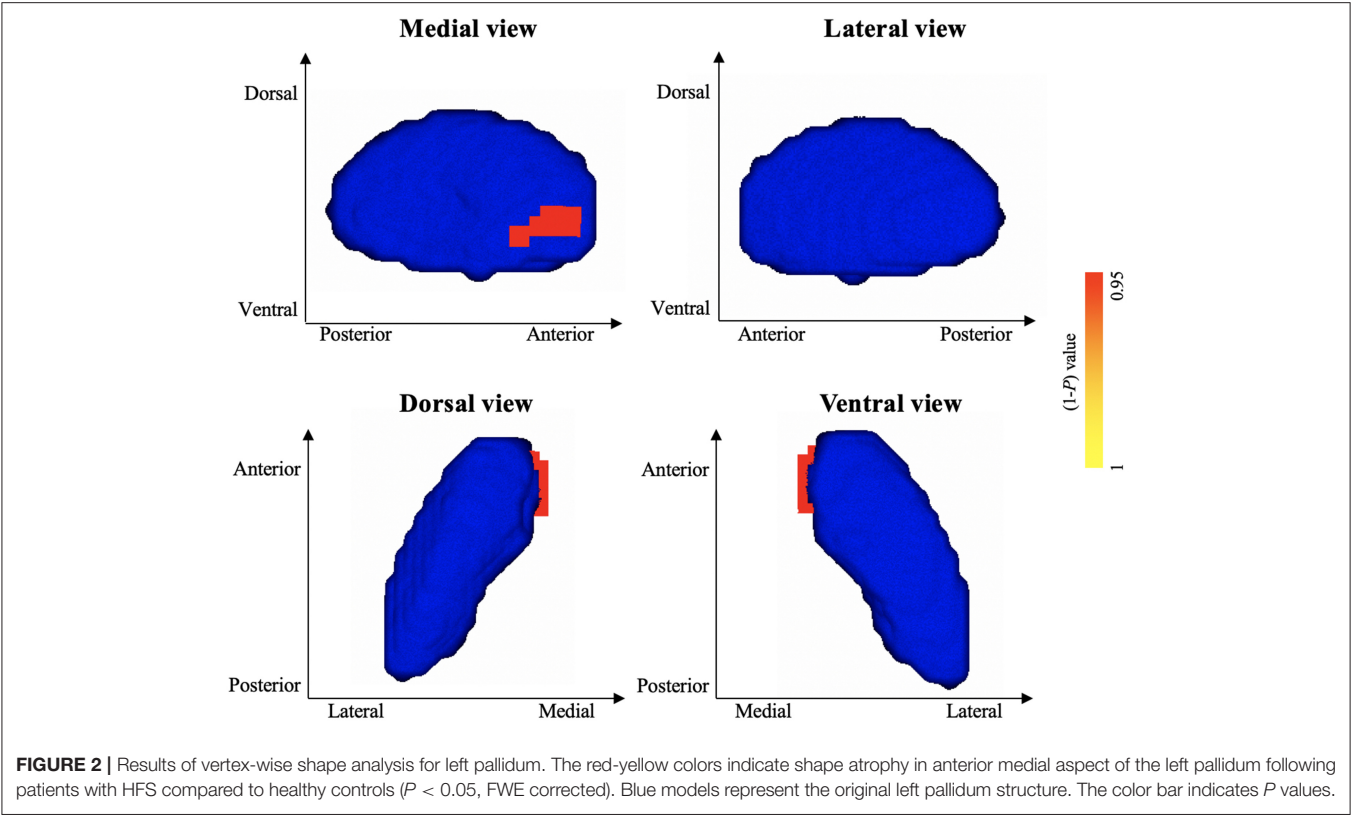 Medial view
Dorsal
Ventral
Posterior Anterior
Lateral view
Dorsal
Ventral
Anterior Posterior
Dorsal view
Anterior
Posterior
Lateral Medial
Ventral view
Anterior
Posterior
Medial Lateral
(1-P) value
0.95
1
FIGURE 2 | Results of vertex-wise shape analysis for left pallidum. The red-yellow colors indicate shape atrophy in anterior medial aspect of the left pallidum following
patients with HFS compared to healthy controls (P < 0.05, FWE corrected). Blue models represent the original left pallidum structure. The color bar indicates P values.